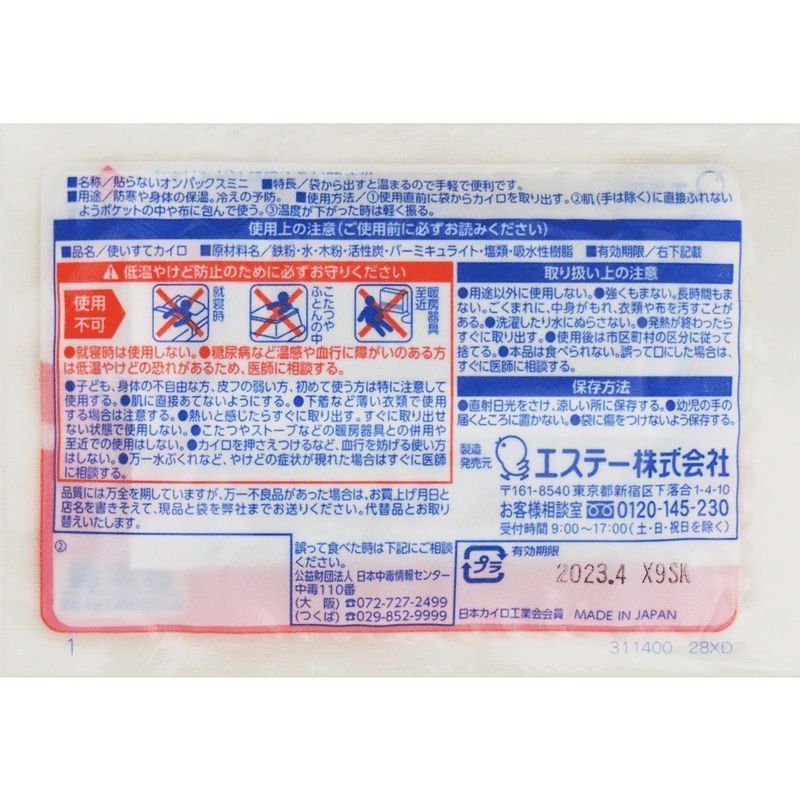 ■名称／貼らないオンパックスミニ ■特長／袋から出すと温まるので手軽で便利です。
■用途／防寒や身体の保温。冷えの予防。 ■使用方法／①使用直前に袋からカイロを取り出す。②肌（手は除く）に直接ふれない
ようポケットの中や布に包んで使う。③温度が下がった時は軽く振る。
使用上の注意（ご使用前に必ずお読みください）
■品名／使いすてカイロ ■原材料名／鉄粉・水・木粉・活性炭・バーミキュライト・塩類・吸水性樹脂 ■有効期限／右下記載
低温やけど防止のために必ずお守りください
使用
不可
就寝時
こたつや
ふとんの中
暖房器具
至近
●就寝時は使用しない。●糖尿病など温感や血行に障がいのある方
は低温やけどの恐れがあるため、医師に相談する。
●子ども、身体の不自由な方、皮フの弱い方、初めて使う方は特に注意して
使用する。●肌に直接あてないようにする。●下着など薄い衣類で使用
する場合は注意する。●熱いと感じたらすぐに取り出す。すぐに取り出せ
ない状態で使用しない。●こたつやストーブなどの暖房器具との併用や
至近での使用はしない。●カイロを押さえつけるなど、血行を妨げる使い方
はしない。●万一水ぶくれなど、やけどの症状が現れた場合はすぐに医師
に相談する。
品質には万全を期していますが、万一不良品があった場合は、お買上げ月日と
店名を書きそえて、現品と袋を弊社までお送りください。代替品とお取り
替えいたします。
取り扱い上の注意
●用途以外に使用しない。●強くもまない。長時間もま
ない。ごくまれに、中身がもれ、衣類や布を汚すことが
ある。●洗濯したり水にぬらさない。●発熱が終わったら
すぐに取り出す。●使用後は市区町村の区分に従って
捨てる。●本品は食べられない。誤って口にした場合は、
すぐに医師に相談する。
保存方法
●直射日光をさけ、涼しい所に保存する。●幼児の手の
届くところに置かない。●袋に傷をつけないよう保存する。
製造
発売元
エステー株式会社
〒161-8540 東京都新宿区下落合1-4-10
お客様相談室 0120-145-230
受付時間 9:00～17:00（土・日・祝日を除く）
②
誤って食べた時は下記にご相談
ください。
公益財団法人 日本中毒情報センター
中毒110番
（大 阪）☎072-727-2499
（つくば）☎029-852-9999
プラ
有効期限
2023.4 X9SK
日本カイロ工業会会員 MADE IN JAPAN
1
311400 28XD